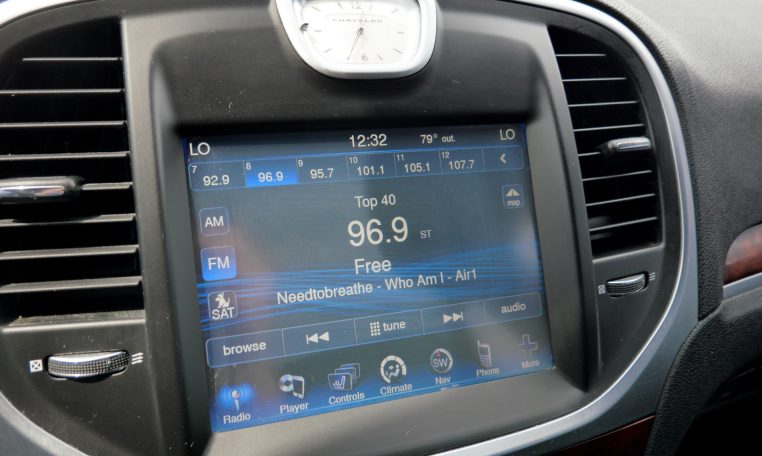 12
CHRYSLER
LO 12:32 79° out. LO
7 92.9 8 96.9 9 95.7 10 101.1 11 105.1 12 107.7 <
Top 40
map
AM
96.9 ST
FM
Free
Needtobreathe - Who Am I - Air1
SAT
browse tune audio
SW
Radio Player Controls Climate Nav Phone More